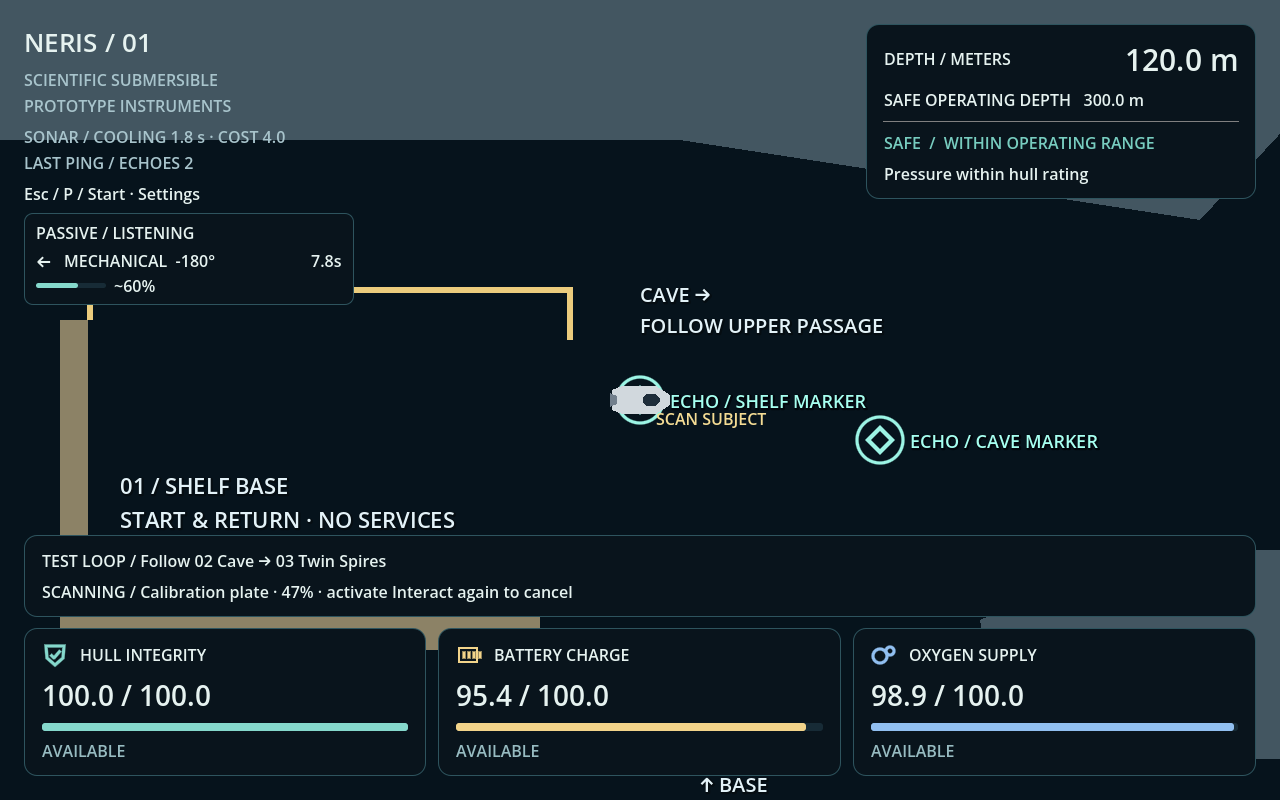 NERIS / 01
SCIENTIFIC SUBMERSIBLE
PROTOTYPE INSTRUMENTS
SONAR / COOLING 1.8 s · COST 4.0
LAST PING / ECHOES 2
Esc / P / Start · Settings
PASSIVE / LISTENING
← MECHANICAL -180° 7.8s
~60%
DEPTH / METERS 120.0 m
SAFE OPERATING DEPTH 300.0 m
SAFE / WITHIN OPERATING RANGE
Pressure within hull rating
CAVE →
FOLLOW UPPER PASSAGE
ECHO / SHELF MARKER
SCAN SUBJECT
ECHO / CAVE MARKER
01 / SHELF BASE
START & RETURN · NO SERVICES
TEST LOOP / Follow 02 Cave → 03 Twin Spires
SCANNING / Calibration plate · 47% · activate Interact again to cancel
HULL INTEGRITY
100.0 / 100.0
AVAILABLE
BATTERY CHARGE
95.4 / 100.0
AVAILABLE
OXYGEN SUPPLY
98.9 / 100.0
AVAILABLE
↑ BASE